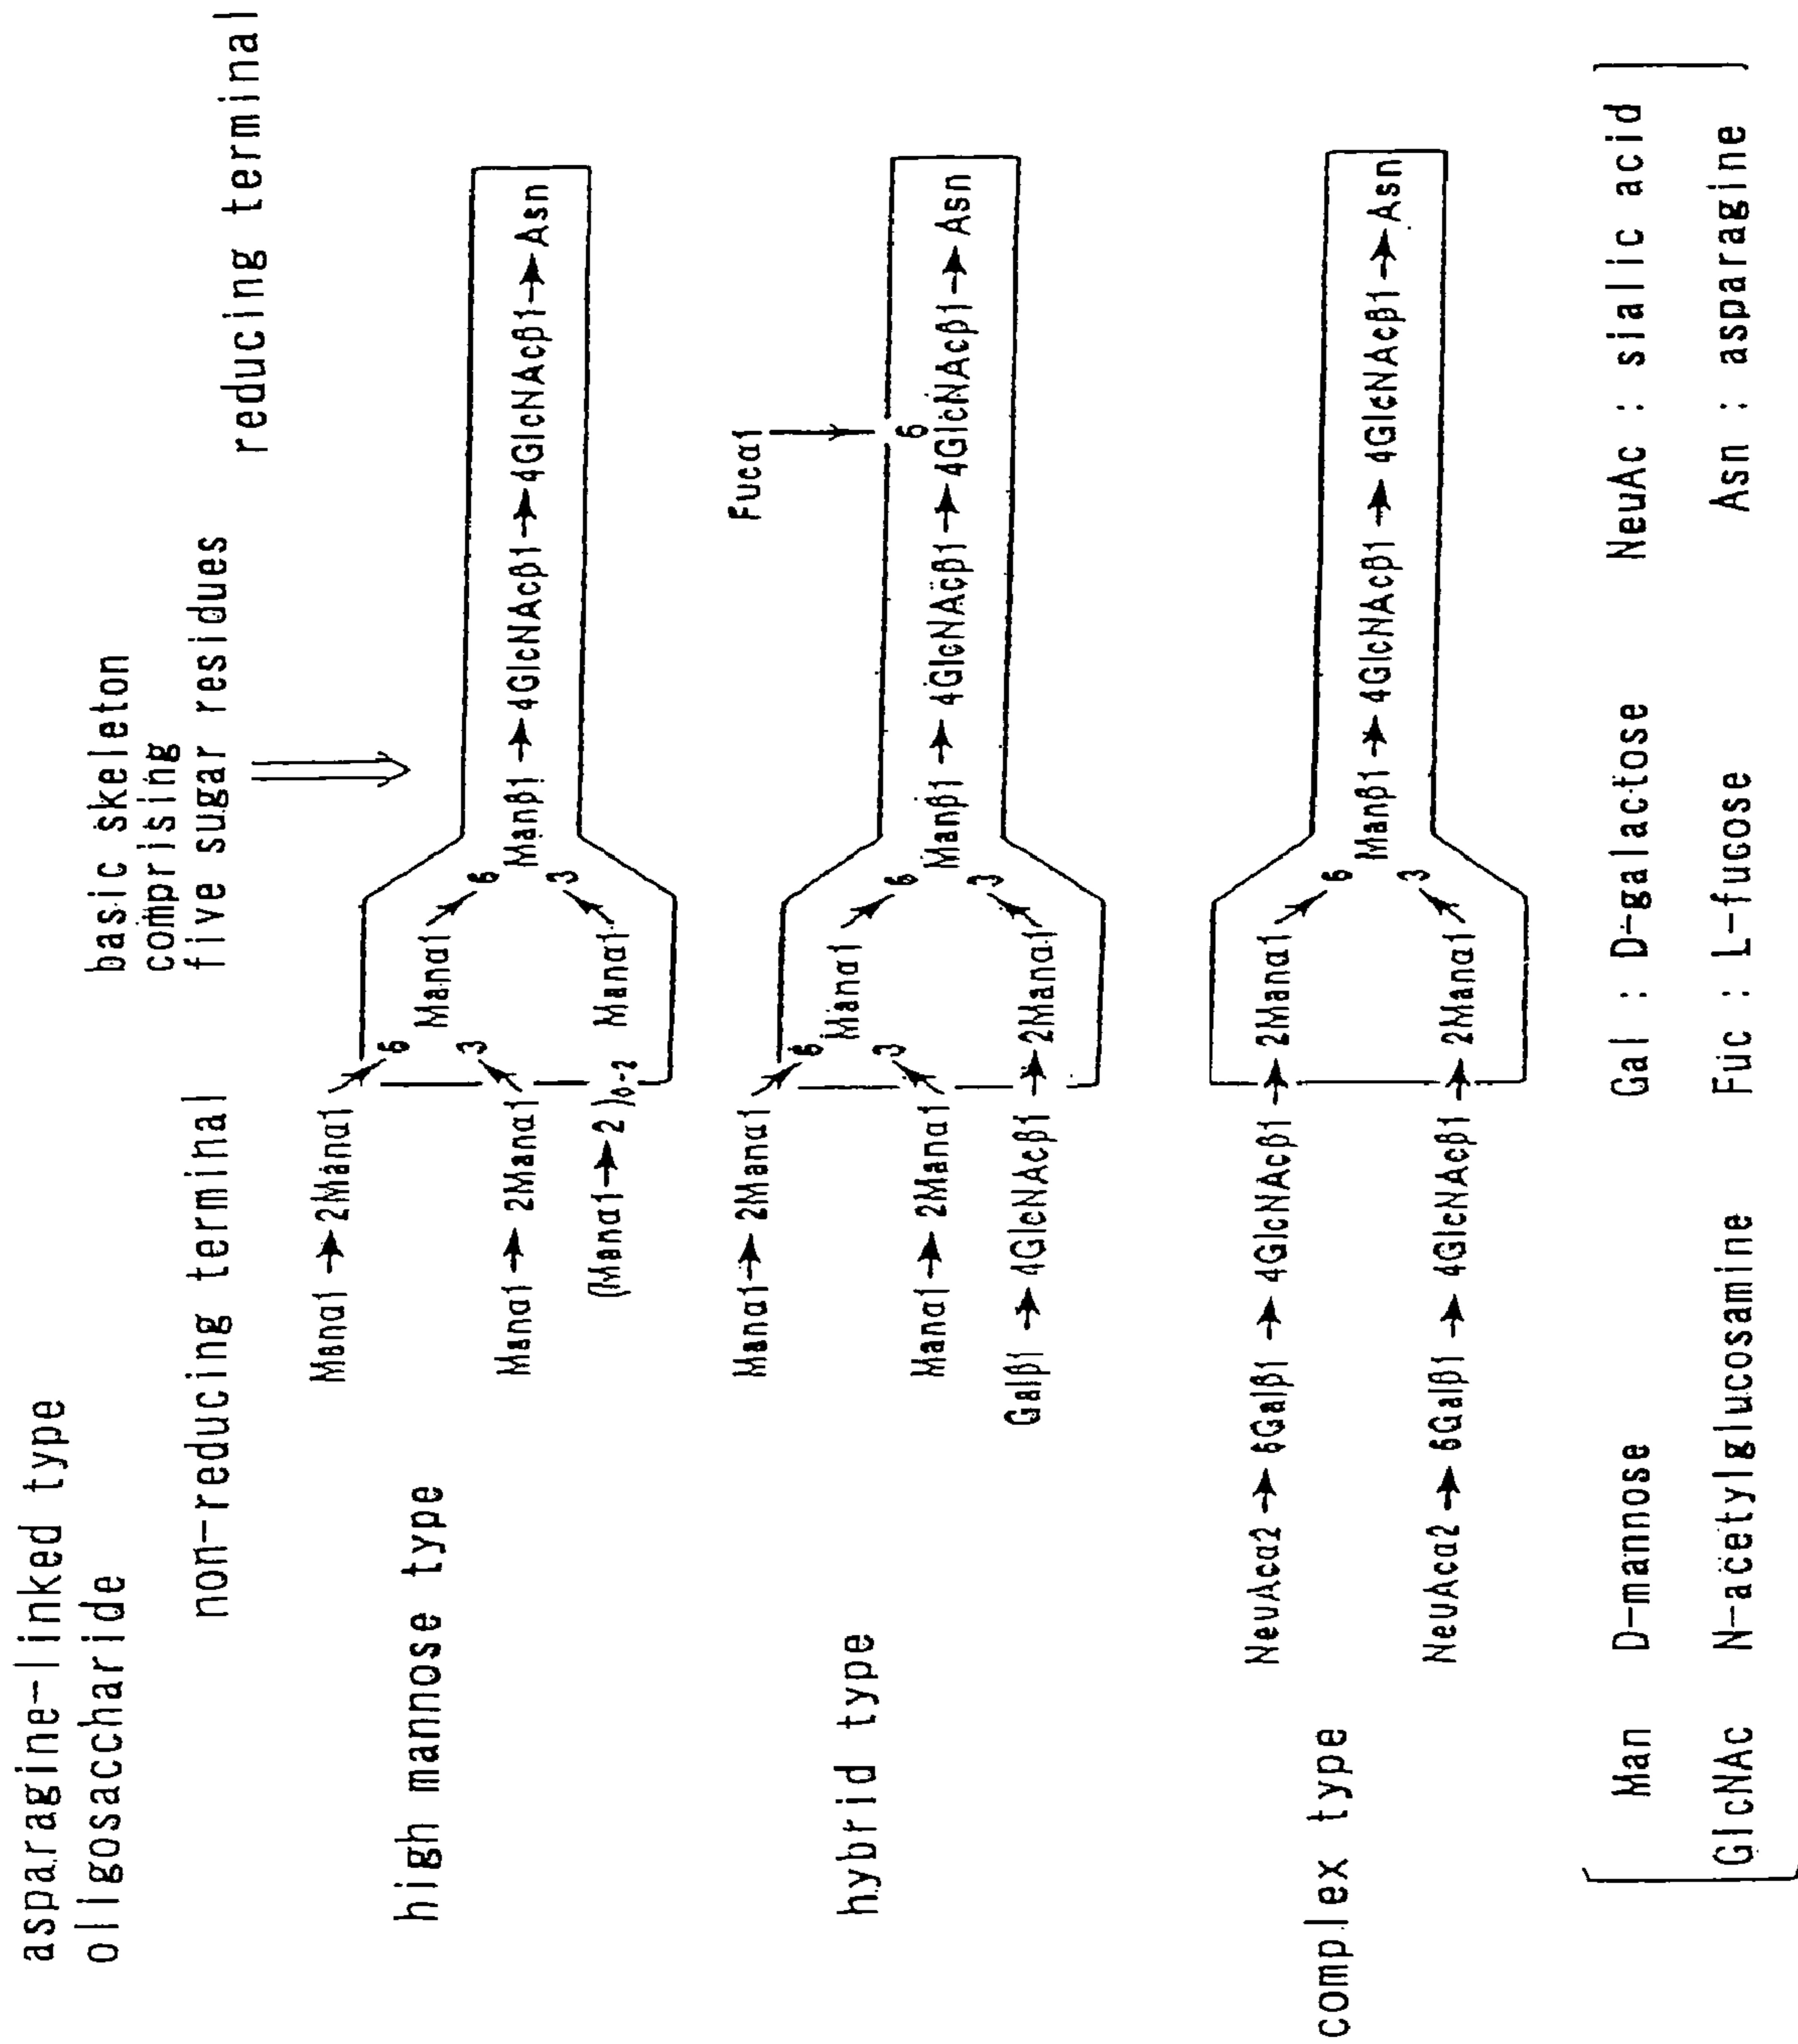 asparagine-linked type
oligosaccharide
basic skeleton
comprising
five sugar residues
non-reducing terminal
reducing terminal
high mannose type
Manα1→2Manα1
6
Manα1
3
Manα1→2Manα1
(Manα1→2)0-2 Manα1
6
3
Manβ1→4GlcNAcβ1→4GlcNAcβ1→Asn
hybrid type
Fucα1
6
Manα1→2Manα1
6
Manα1
3
Manα1→2Manα1
Galβ1→4GlcNAcβ1→2Manα1
6
3
Manβ1→4GlcNAcβ1→4GlcNAcβ1→Asn
complex type
NeuAcα2→6Galβ1→4GlcNAcβ1→2Manα1
6
Manβ1→4GlcNAcβ1→4GlcNAcβ1→Asn
3
NeuAcα2→6Galβ1→4GlcNAcβ1→2Manα1
Man D-mannose Gal : D-galactose NeuAc : sialic acid
GlcNAc N-acetylglucosamine Fuc : L-fucose Asn : asparagine